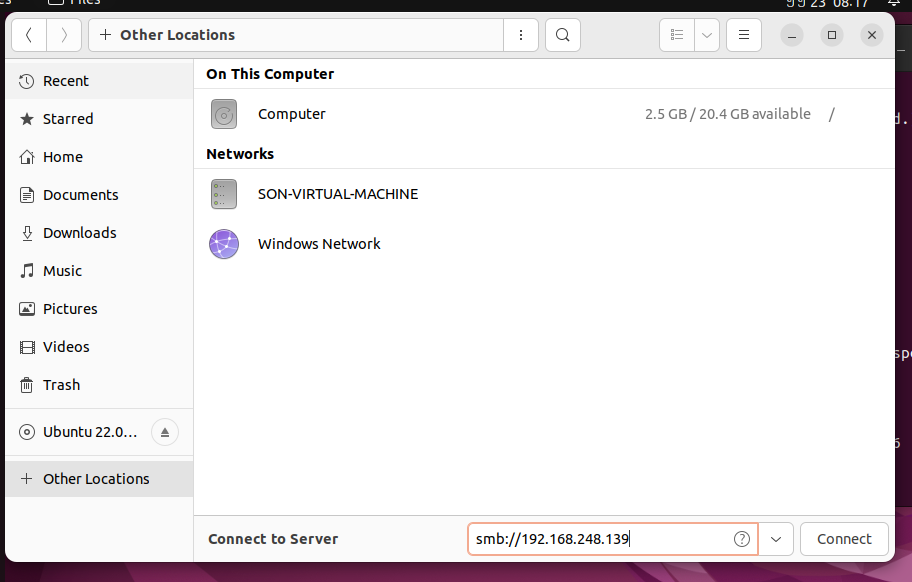 Files
23 08:17
Other Locations
Recent
Starred
Home
Documents
Downloads
Music
Pictures
Videos
Trash
Ubuntu 22.0...
Other Locations
On This Computer
Computer
2.5 GB / 20.4 GB available
/
Networks
SON-VIRTUAL-MACHINE
Windows Network
Connect to Server
smb://192.168.248.139
Connect